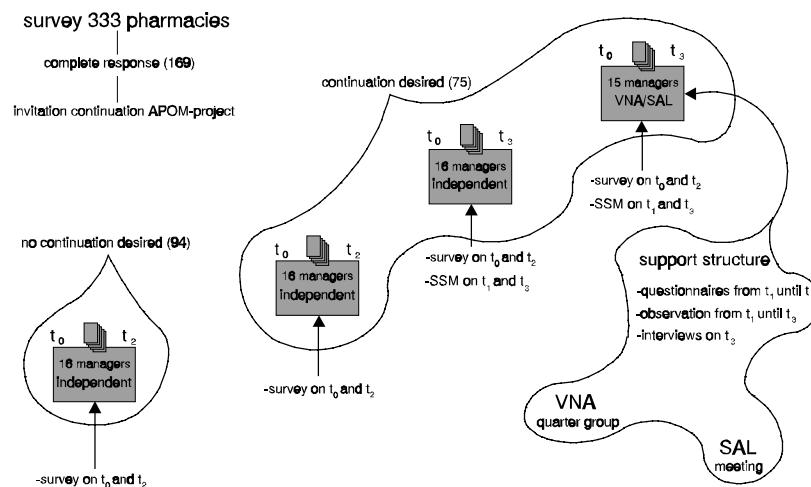 survey 333 pharmacies
complete response (169)
invitation continuation APOM-project
no continuation desired (94)
t₀ t₂
16 managers
independent
-survey on t₀ and t₂
continuation desired (75)
t₀ t₂
16 managers
independent
-survey on t₀ and t₂
t₀ t₃
16 managers
independent
-survey on t₀ and t₂
-SSM on t₁ and t₃
t₀ t₃
15 managers
VNA/SAL
-survey on t₀ and t₂
-SSM on t₁ and t₃
support structure
-questionnaires from t₁ until t
-observation from t₁ until t₃
-interviews on t₃
VNA
quarter group
SAL
meeting